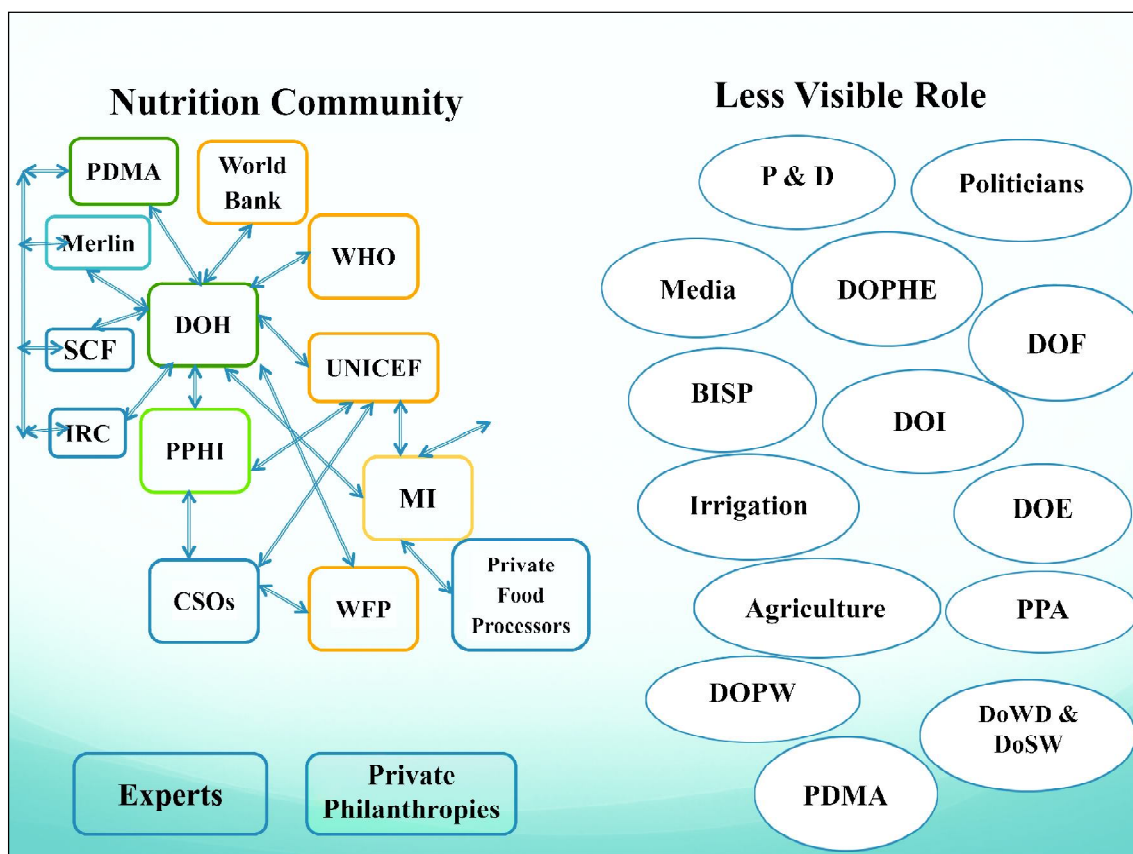 Nutrition Community
PDMA
World
Bank
Merlin
WHO
DOH
SCF
UNICEF
IRC
PPHI
MI
CSOs
WFP
Private
Food
Processors
Experts
Private
Philanthropies
Less Visible Role
P & D
Politicians
Media
DOPHE
DOF
BISP
DOI
Irrigation
DOE
Agriculture
PPA
DOPW
DoWD &
DoSW
PDMA